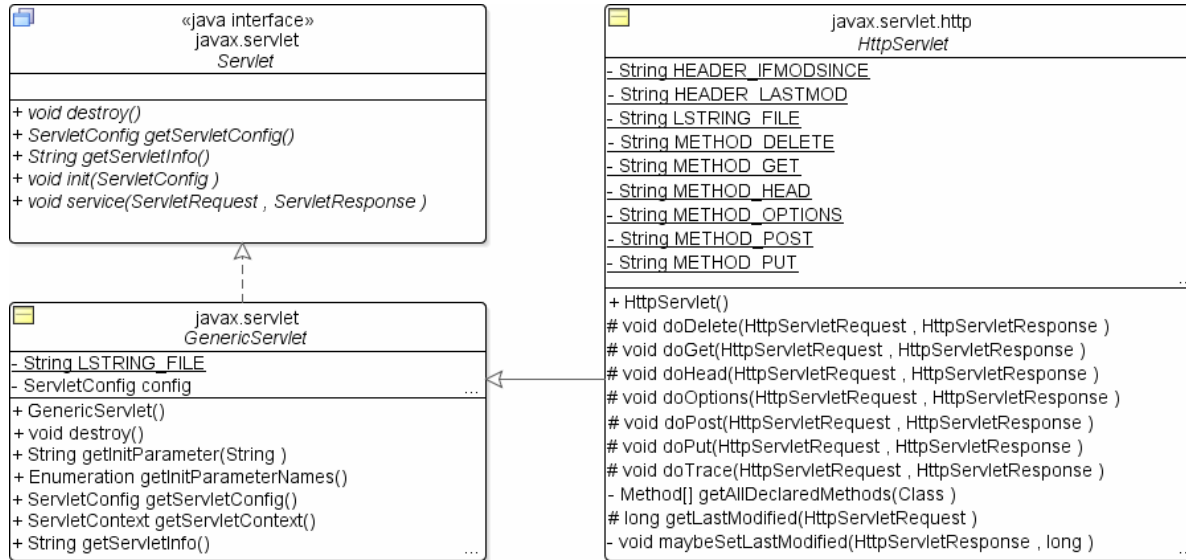 «java interface»
javax.servlet
Servlet
+ void destroy()
+ ServletConfig getServletConfig()
+ String getServletInfo()
+ void init(ServletConfig )
+ void service(ServletRequest , ServletResponse )
javax.servlet
GenericServlet
- String LSTRING_FILE
- ServletConfig config
...
+ GenericServlet()
+ void destroy()
+ String getInitParameter(String )
+ Enumeration getInitParameterNames()
+ ServletConfig getServletConfig()
+ ServletContext getServletContext()
+ String getServletInfo()
...
javax.servlet.http
HttpServlet
- String HEADER_IFMODSINCE
- String HEADER_LASTMOD
- String LSTRING_FILE
- String METHOD_DELETE
- String METHOD_GET
- String METHOD_HEAD
- String METHOD_OPTIONS
- String METHOD_POST
- String METHOD_PUT
...
+ HttpServlet()
# void doDelete(HttpServletRequest , HttpServletResponse )
# void doGet(HttpServletRequest , HttpServletResponse )
# void doHead(HttpServletRequest , HttpServletResponse )
# void doOptions(HttpServletRequest , HttpServletResponse )
# void doPost(HttpServletRequest , HttpServletResponse )
# void doPut(HttpServletRequest , HttpServletResponse )
# void doTrace(HttpServletRequest , HttpServletResponse )
- Method[] getAllDeclaredMethods(Class )
# long getLastModified(HttpServletRequest )
- void maybeSetLastModified(HttpServletResponse , long )
...